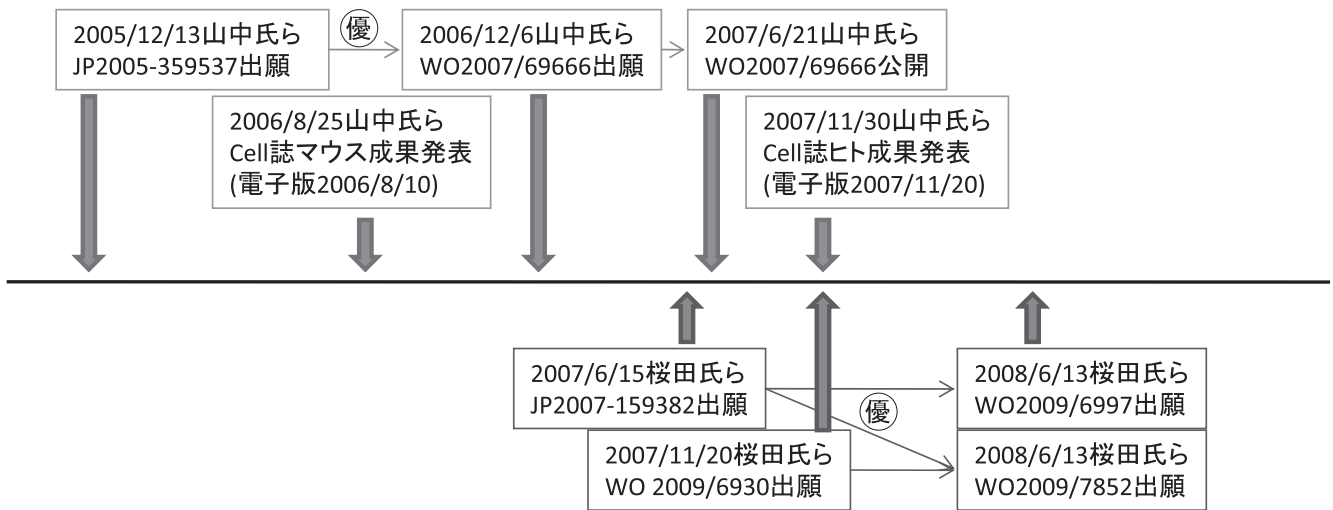 2005/12/13山中氏ら
JP2005-359537出願
優
2006/12/6山中氏ら
WO2007/69666出願
2007/6/21山中氏ら
WO2007/69666公開
2006/8/25山中氏ら
Cell誌マウス成果発表
(電子版2006/8/10)
2007/11/30山中氏ら
Cell誌ヒト成果発表
(電子版2007/11/20)
2007/6/15桜田氏ら
JP2007-159382出願
優
2008/6/13桜田氏ら
WO2009/6997出願
2007/11/20桜田氏ら
WO 2009/6930出願
2008/6/13桜田氏ら
WO2009/7852出願